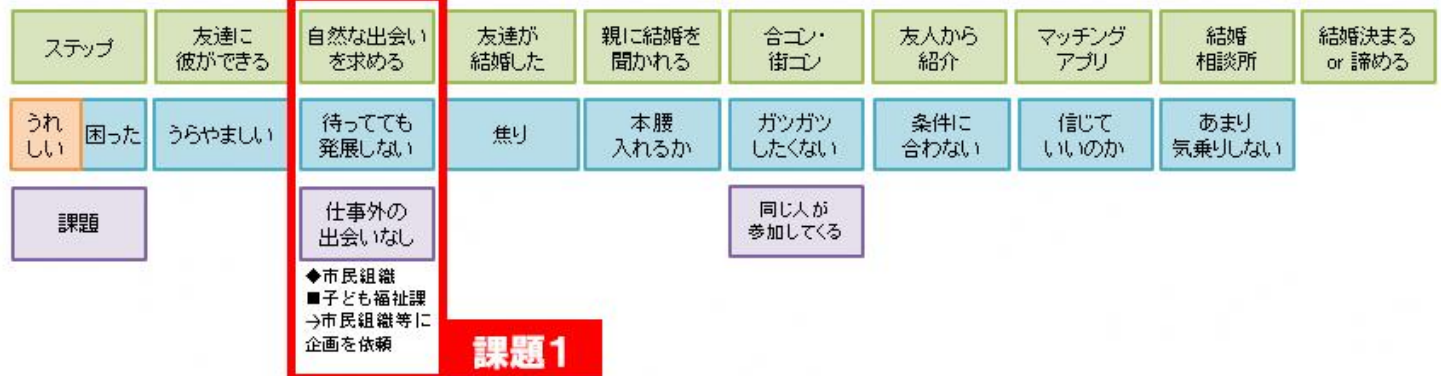 ステップ
友達に
彼ができる
自然な出会い
を求める
友達が
結婚した
親に結婚を
聞かれる
合コン・
街コン
友人から
紹介
マッチング
アプリ
結婚
相談所
結婚決まる
or 諦める
うれ
しい
困った
うらやましい
待ってても
発展しない
焦り
本腰
入れるか
ガツガツ
したくない
条件に
合わない
信じて
いいのか
あまり
気乗りしない
課題
仕事外の
出会いなし
同じ人が
参加してくる
◆市民組織
■子ども福祉課
→市民組織等に
企画を依頼
課題1